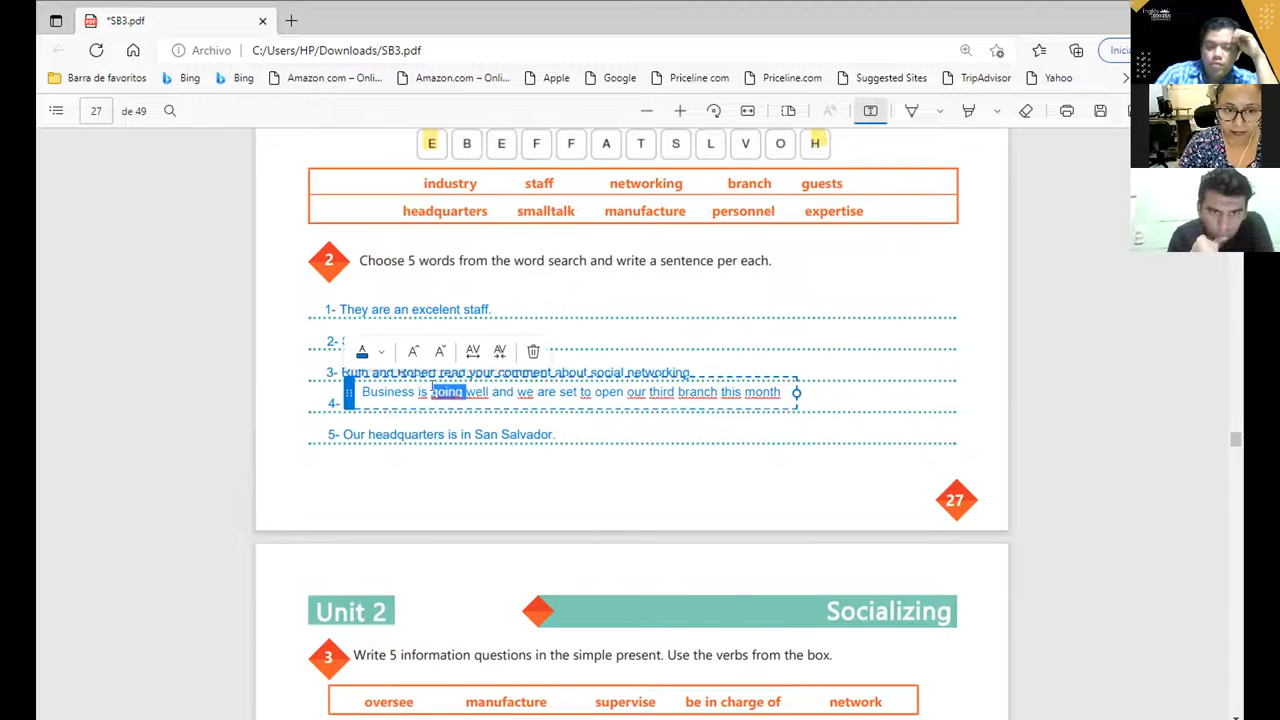 *SB3.pdf
Archivo C:/Users/HP/Downloads/SB3.pdf Inicia
Barra de favoritos Bing Bing Amazon com – Onli... Amazon.com – Onli... Apple Google Priceline.com Priceline.com Suggested Sites TripAdvisor Yahoo
27 de 49
E B E F F A T S L V O H
industry staff networking branch guests
headquarters smalltalk manufacture personnel expertise
2 Choose 5 words from the word search and write a sentence per each.
1- They are an excelent staff.
2-
3- Ruth and Robert read your comment about social networking.
4- Business is going well and we are set to open our third branch this month
5- Our headquarters is in San Salvador.
27
Unit 2 Socializing
3 Write 5 information questions in the simple present. Use the verbs from the box.
oversee manufacture supervise be in charge of network